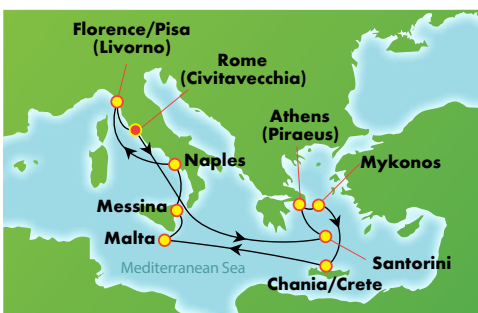 Florence/Pisa
(Livorno)
Rome
(Civitavecchia)
Athens
(Piraeus)
Mykonos
Naples
Messina
Malta
Santorini
Mediterranean Sea
Chania/Crete